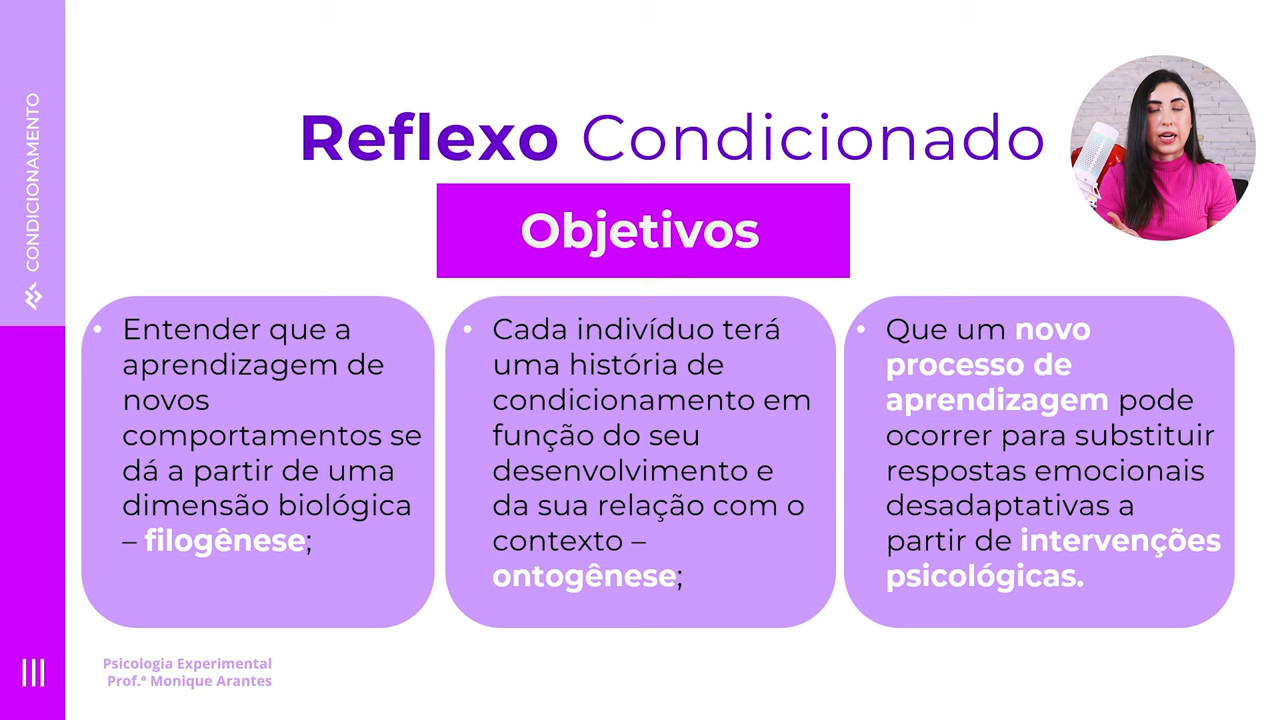 CONDICIONAMENTO
Reflexo Condicionado
Objetivos
• Entender que a
aprendizagem de
novos
comportamentos se
dá a partir de uma
dimensão biológica
– filogênese;
• Cada indivíduo terá
uma história de
condicionamento em
função do seu
desenvolvimento e
da sua relação com o
contexto –
ontogênese;
• Que um novo
processo de
aprendizagem pode
ocorrer para substituir
respostas emocionais
desadaptativas a
partir de intervenções
psicológicas.
Psicologia Experimental
Prof.ª Monique Arantes